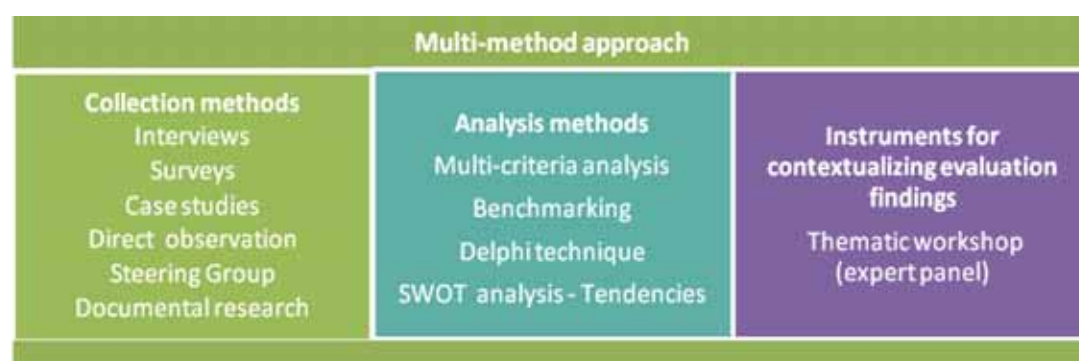 Multi-method approach
Collection methods
Interviews
Surveys
Case studies
Direct observation
Steering Group
Documental research
Analysis methods
Multi-criteria analysis
Benchmarking
Delphi technique
SWOT analysis - Tendencies
Instruments for
contextualizing evaluation
findings
Thematic workshop
(expert panel)